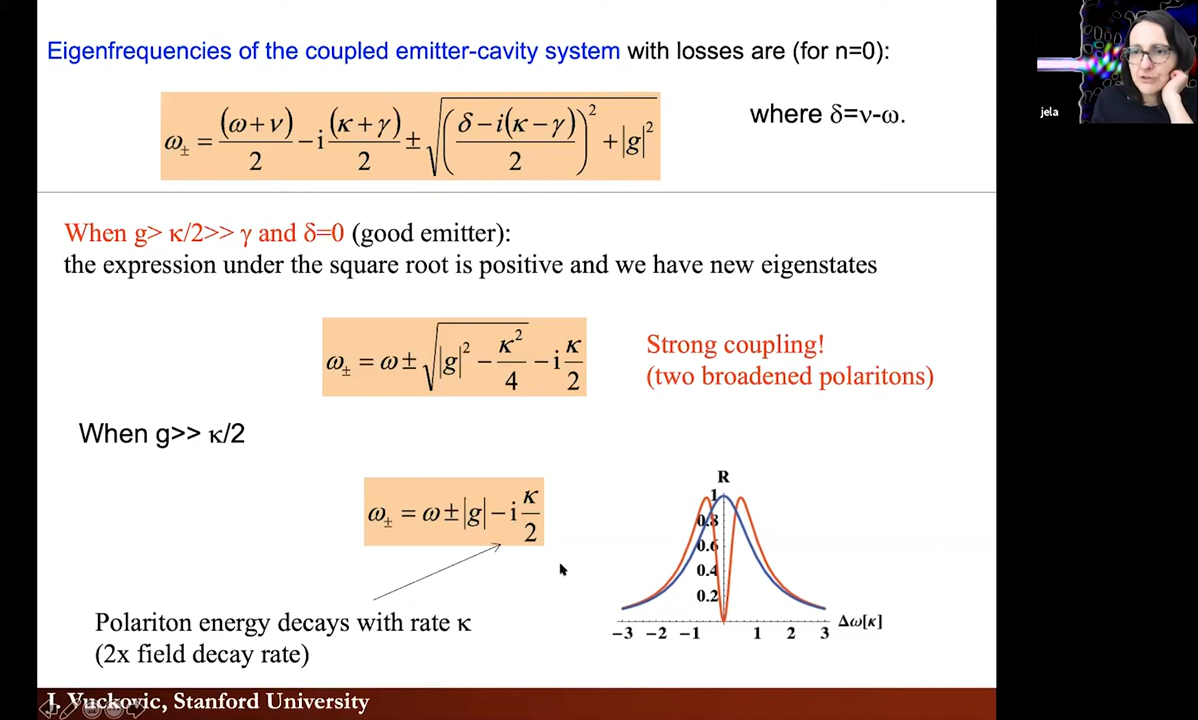 Eigenfrequencies of the coupled emitter-cavity system with losses are (for n=0):
ω± = (ω+ν)/2 − i (κ+γ)/2 ± √( ( (δ−i(κ−γ))/2 )² + |g|² )
where δ=ν-ω.
jela
When g> κ/2>> γ and δ=0 (good emitter):
the expression under the square root is positive and we have new eigenstates
ω± = ω ± √( |g|² − κ²/4 ) − i κ/2
Strong coupling!
(two broadened polaritons)
When g>> κ/2
ω± = ω ± |g| − i κ/2
R
1
0.8
0.6
0.4
0.2
−3 −2 −1 1 2 3 Δω[κ]
Polariton energy decays with rate κ
(2x field decay rate)
J. Vuckovic, Stanford University